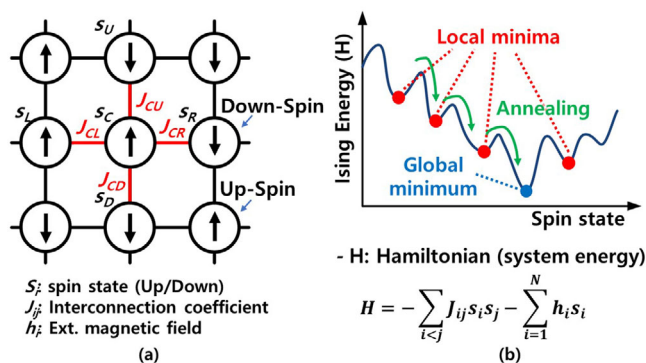 S_U
S_L
J_CU
S_C
S_R
Down-Spin
J_CL
J_CR
J_CD
S_D
Up-Spin
S_i: spin state (Up/Down)
J_ij: Interconnection coefficient
h_i: Ext. magnetic field
(a)
Ising Energy (H)
Local minima
Annealing
Global
minimum
Spin state
- H: Hamiltonian (system energy)
H = - ∑_{i<j} J_ij s_i s_j - ∑_{i=1}^{N} h_i s_i
(b)